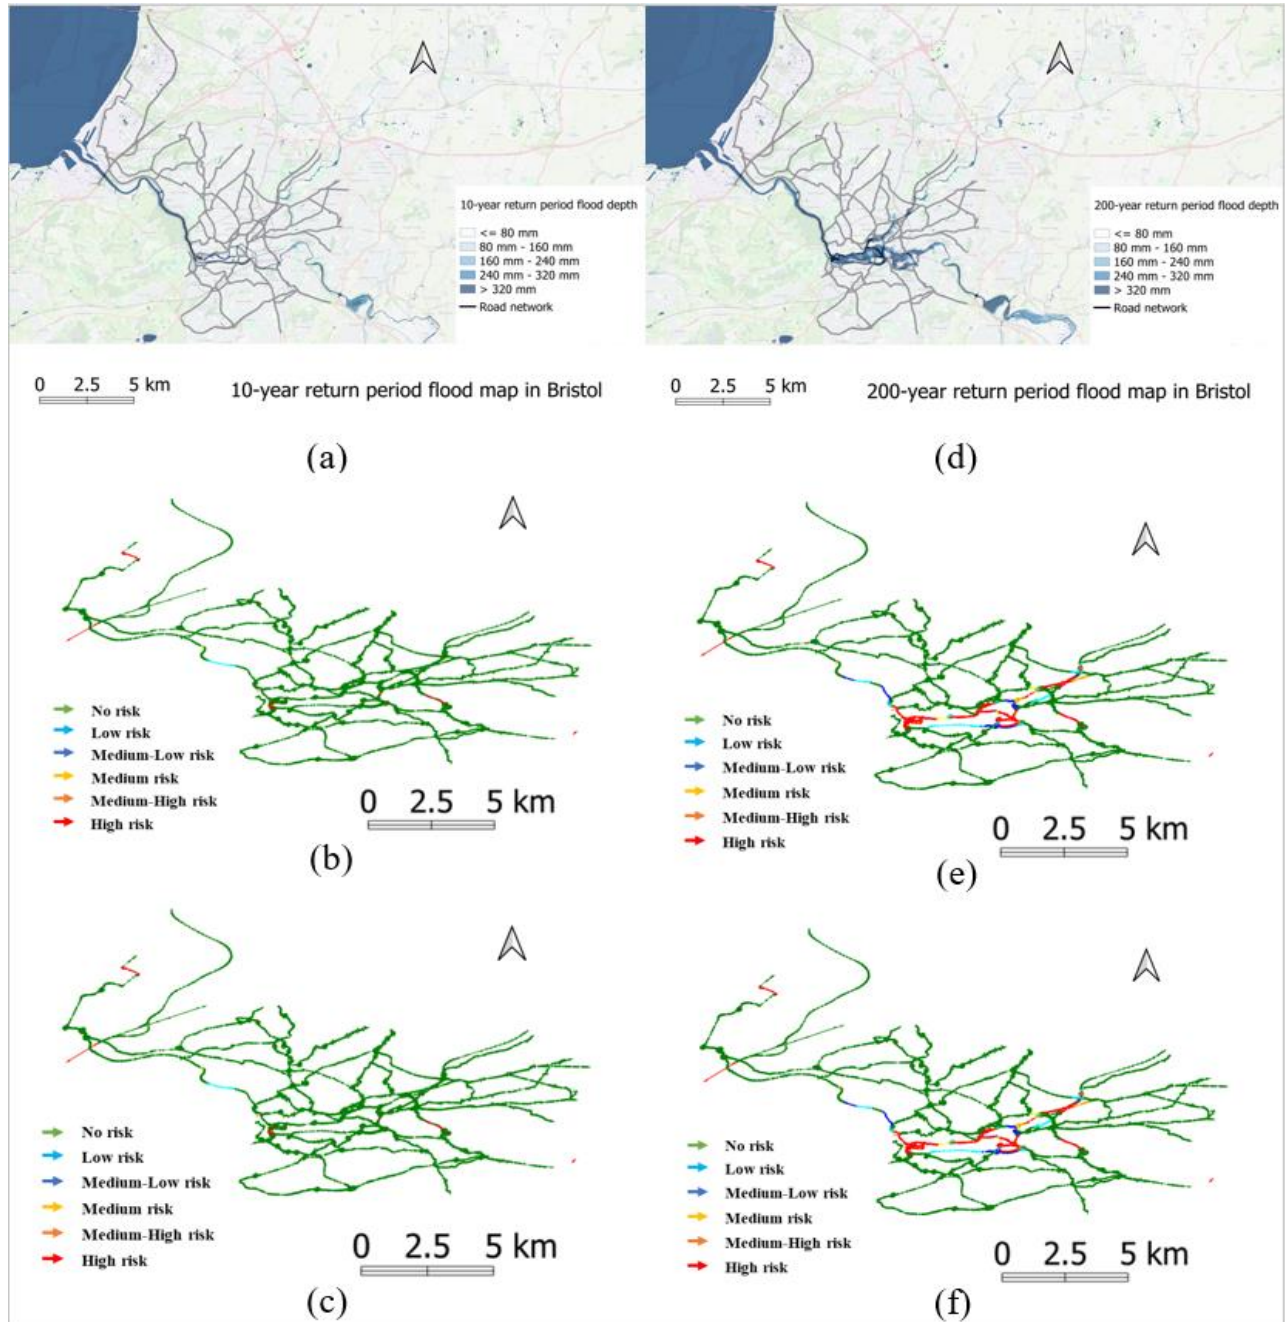 10-year return period flood depth
<= 80 mm
80 mm - 160 mm
160 mm - 240 mm
240 mm - 320 mm
> 320 mm
Road network
0 2.5 5 km
10-year return period flood map in Bristol
(a)
200-year return period flood depth
<= 80 mm
80 mm - 160 mm
160 mm - 240 mm
240 mm - 320 mm
> 320 mm
Road network
0 2.5 5 km
200-year return period flood map in Bristol
(d)
No risk
Low risk
Medium-Low risk
Medium risk
Medium-High risk
High risk
0 2.5 5 km
(b)
No risk
Low risk
Medium-Low risk
Medium risk
Medium-High risk
High risk
0 2.5 5 km
(e)
No risk
Low risk
Medium-Low risk
Medium risk
Medium-High risk
High risk
0 2.5 5 km
(c)
No risk
Low risk
Medium-Low risk
Medium risk
Medium-High risk
High risk
0 2.5 5 km
(f)